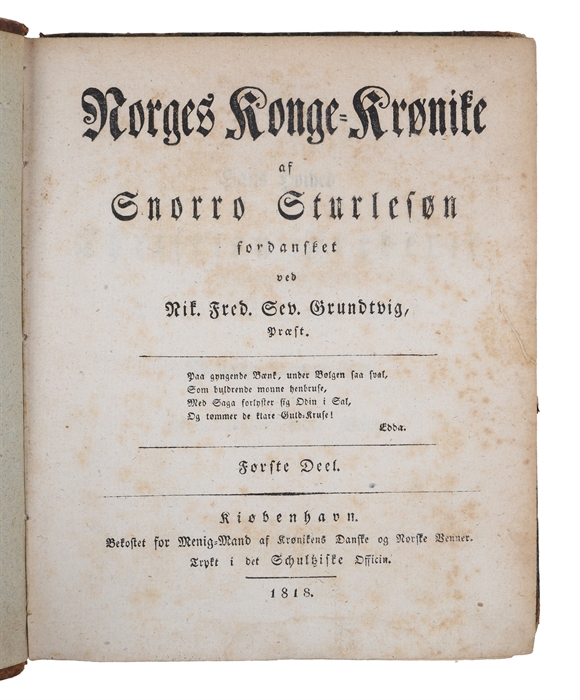 Norges Konge-Krønike
af
Snorro Sturlesøn
fordansket
ved
Nik. Fred. Sev. Grundtvig,
Præst.
Paa gyngende Bænk, under Bølgen saa sval,
Som buldrende monne henbruse,
Med Saga forlyster sig Odin i Sal,
Og tømmer de klare Guld-Kruse!
Edda.
Første Deel.
Kiøbenhavn.
Bekostet for Menig-Mand af Krønikens Danske og Norske Venner.
Trykt i det Schultziske Officin.
1818.